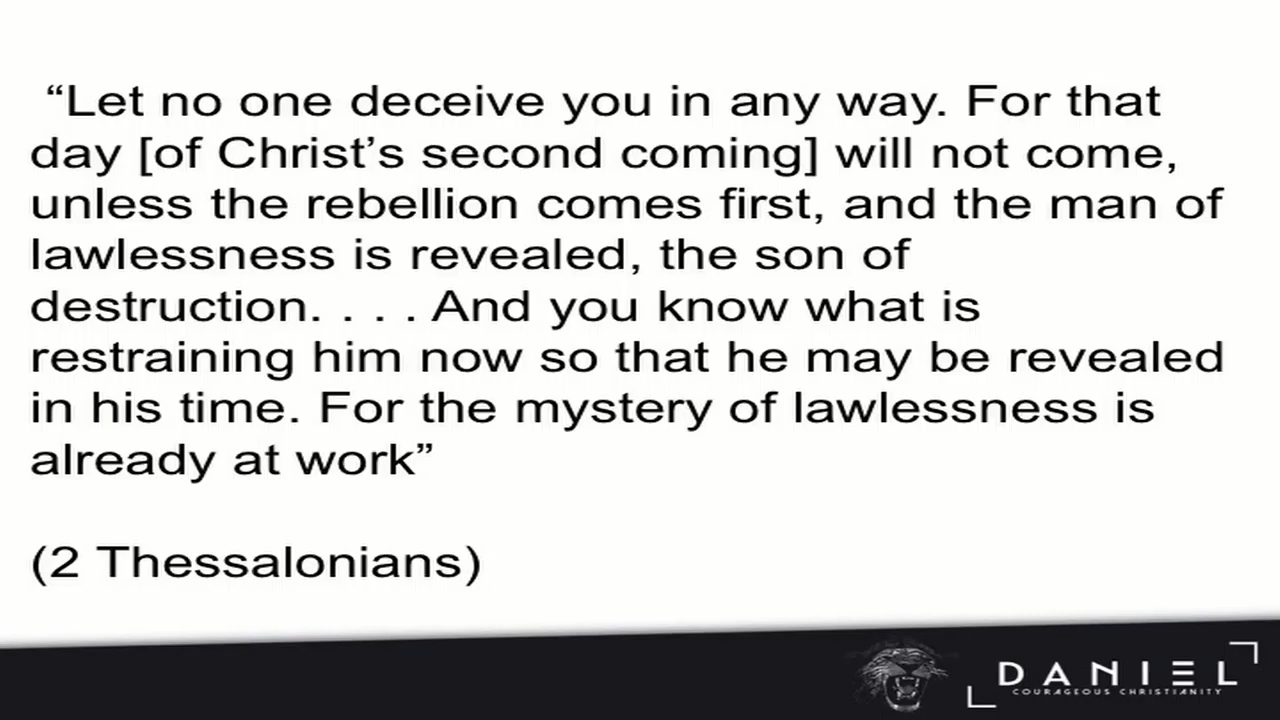 “Let no one deceive you in any way. For that
day [of Christ’s second coming] will not come,
unless the rebellion comes first, and the man of
lawlessness is revealed, the son of
destruction. . . . And you know what is
restraining him now so that he may be revealed
in his time. For the mystery of lawlessness is
already at work”
(2 Thessalonians)
DANIEL
COURAGEOUS CHRISTIANITY